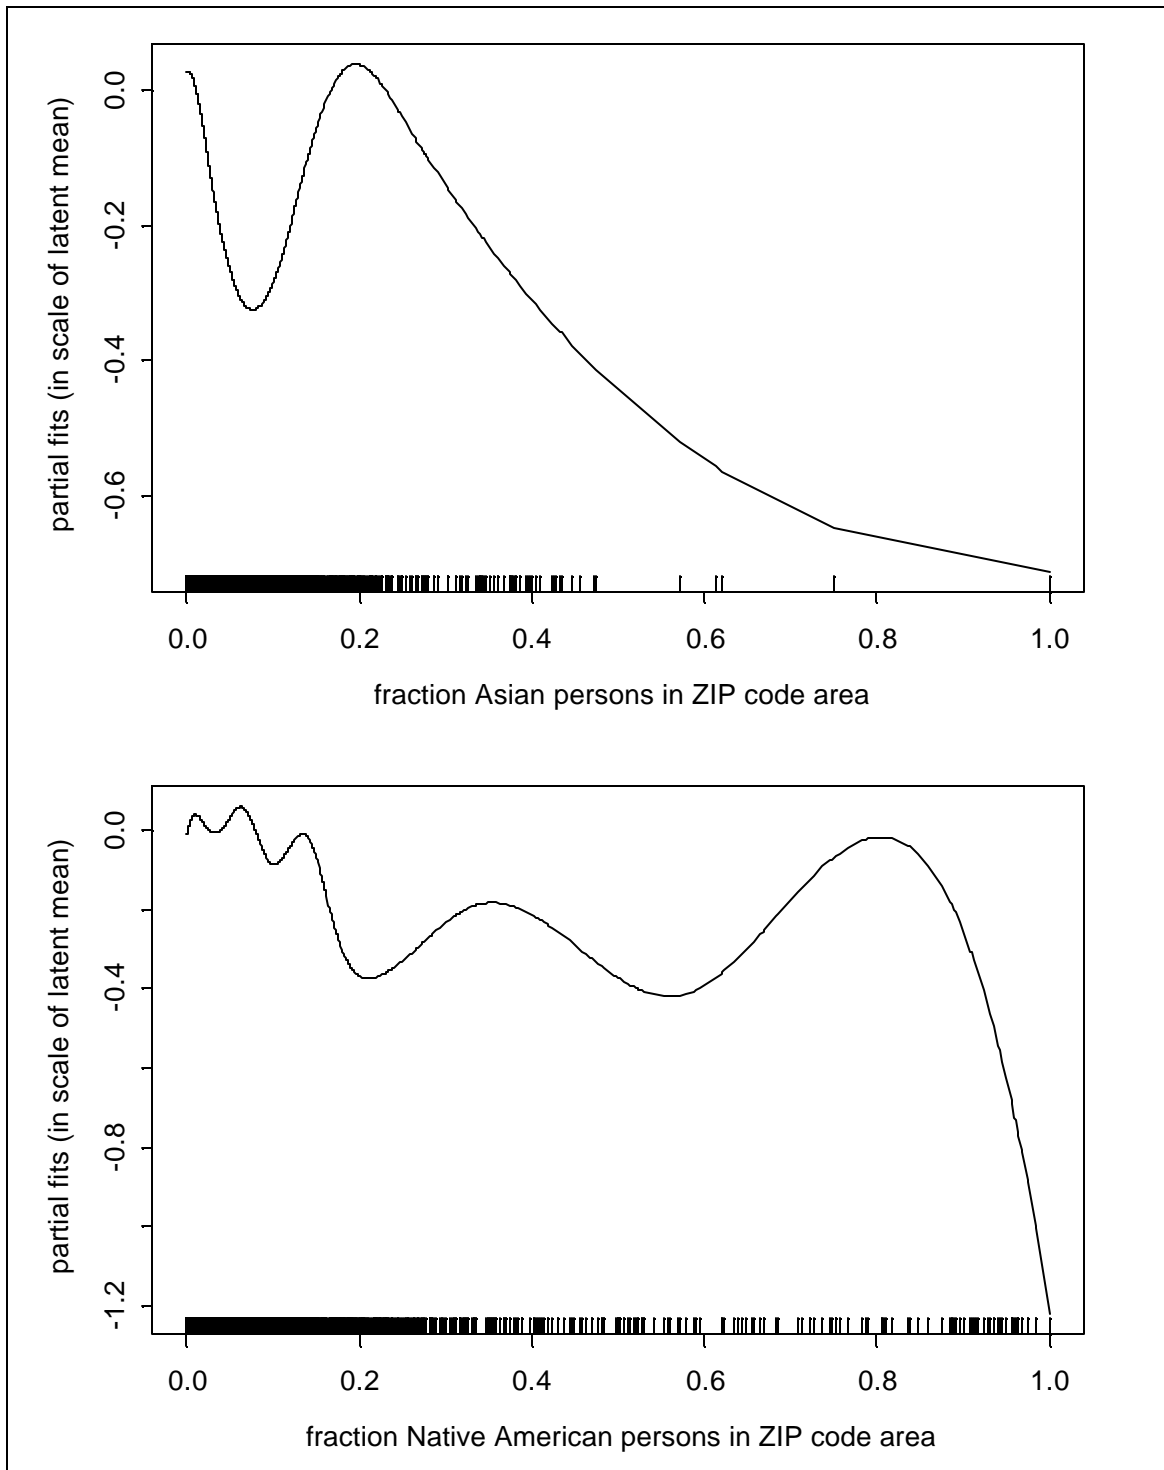 partial fits (in scale of latent mean)
0.0
-0.2
-0.4
-0.6
0.0 0.2 0.4 0.6 0.8 1.0
fraction Asian persons in ZIP code area
partial fits (in scale of latent mean)
0.0
-0.4
-0.8
-1.2
0.0 0.2 0.4 0.6 0.8 1.0
fraction Native American persons in ZIP code area